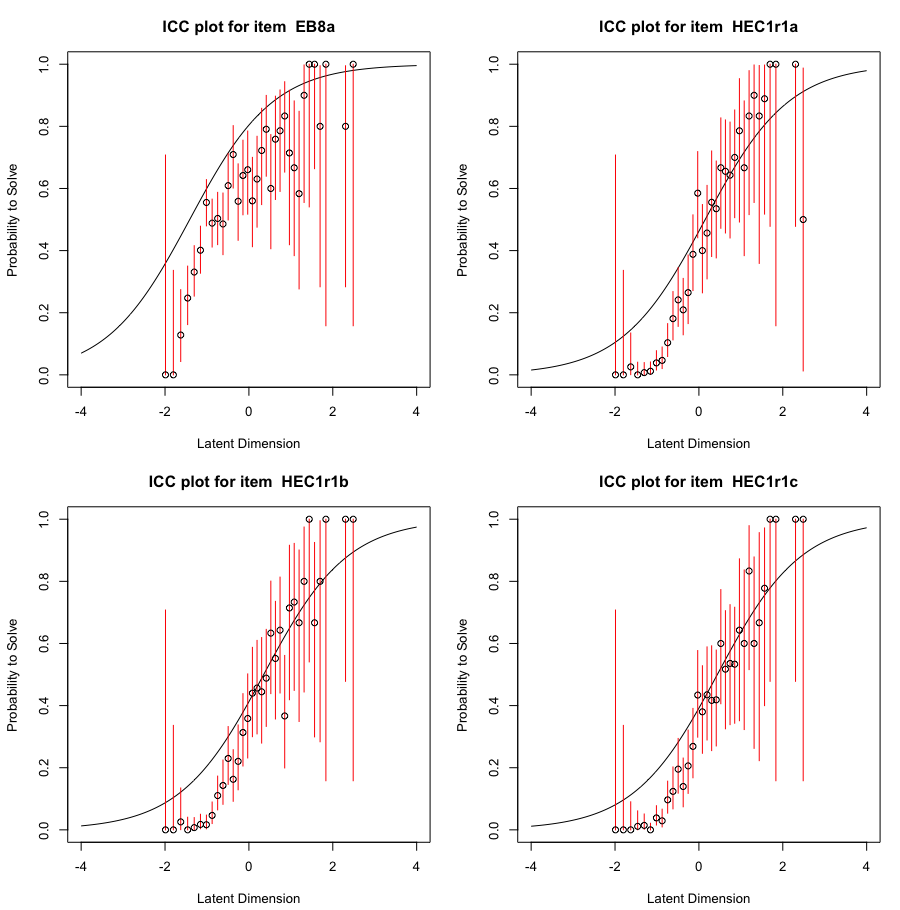 ICC plot for item  EB8a
Probability to Solve
1.0
0.8
0.6
0.4
0.2
0.0
-4 -2 0 2 4
Latent Dimension
ICC plot for item  HEC1r1a
Probability to Solve
1.0
0.8
0.6
0.4
0.2
0.0
-4 -2 0 2 4
Latent Dimension
ICC plot for item  HEC1r1b
Probability to Solve
1.0
0.8
0.6
0.4
0.2
0.0
-4 -2 0 2 4
Latent Dimension
ICC plot for item  HEC1r1c
Probability to Solve
1.0
0.8
0.6
0.4
0.2
0.0
-4 -2 0 2 4
Latent Dimension